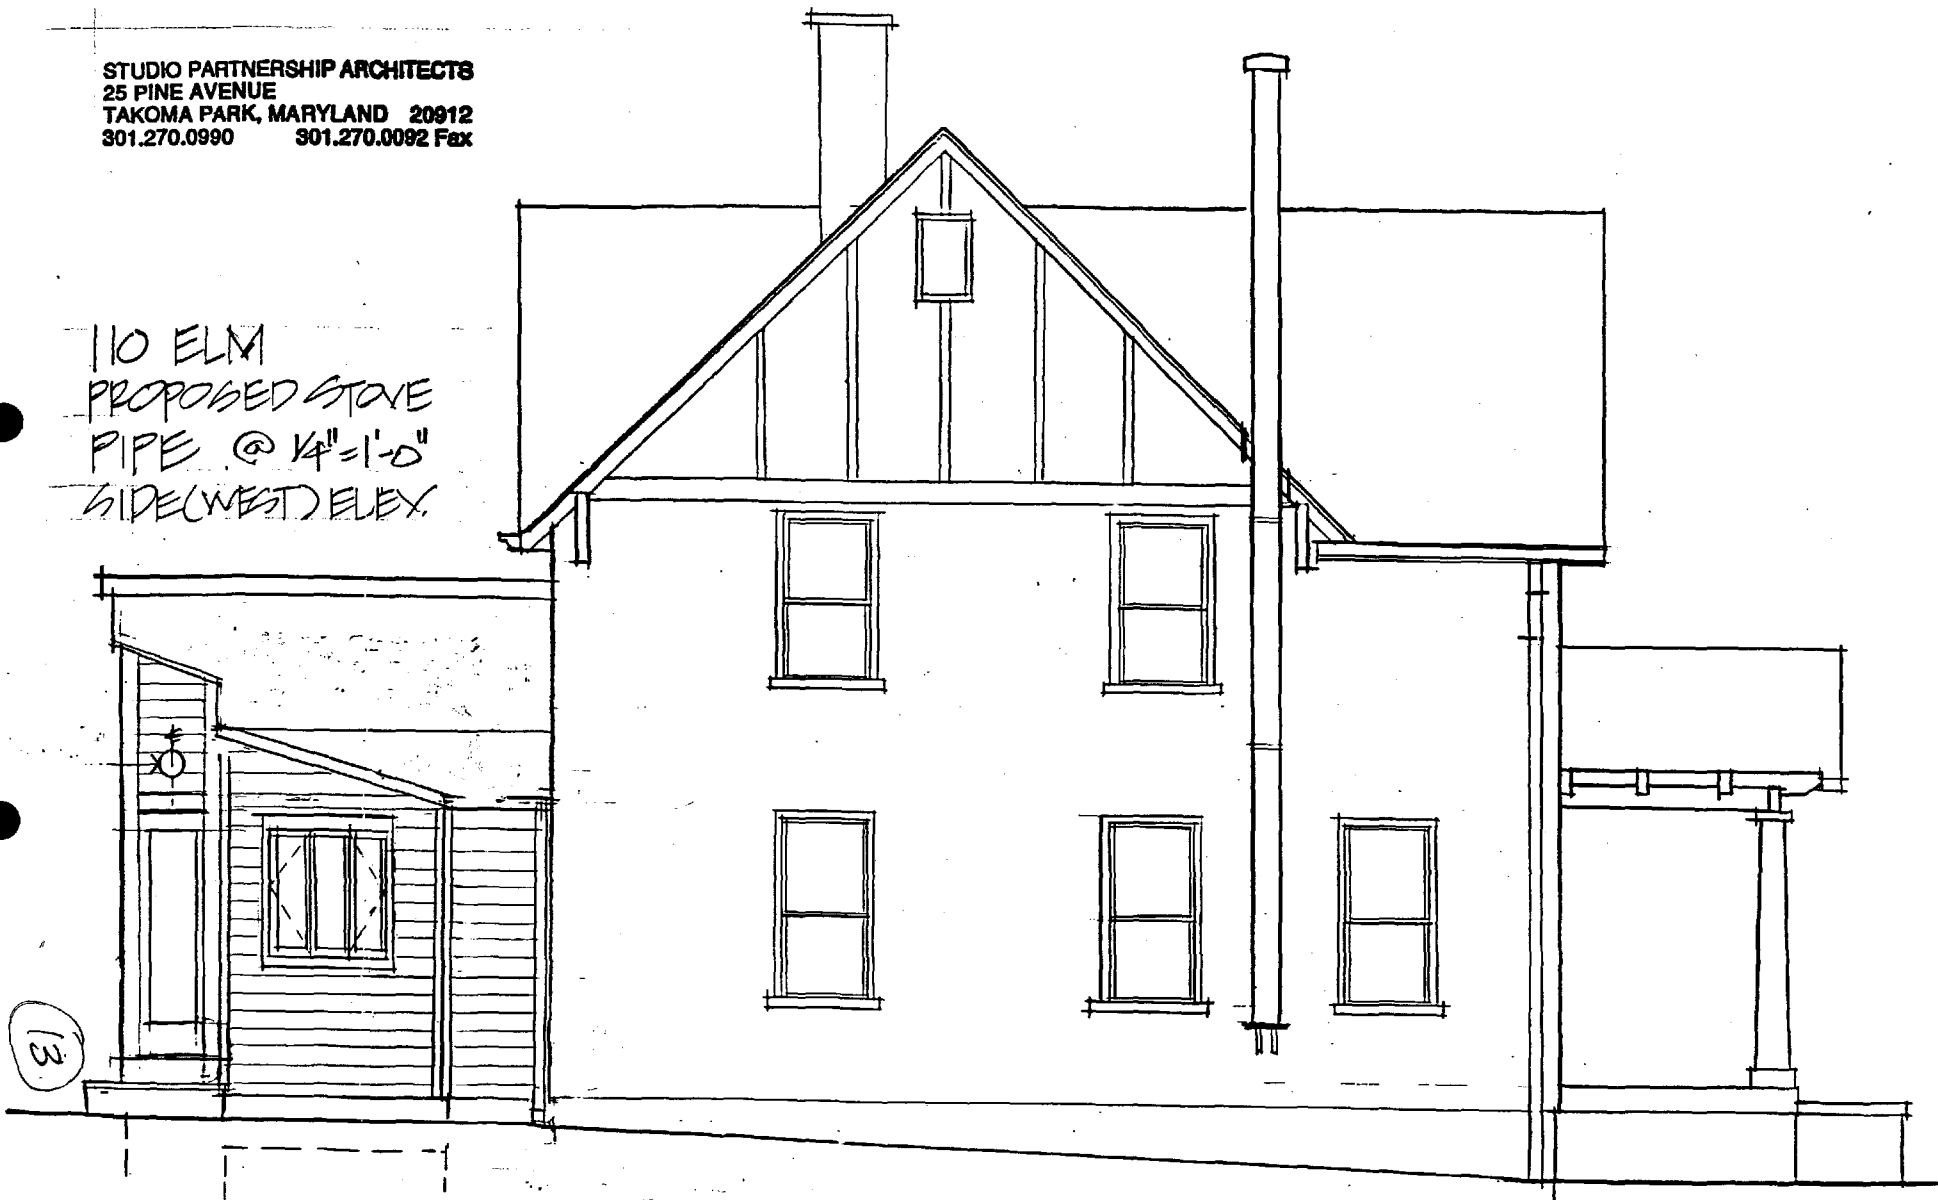 STUDIO PARTNERSHIP ARCHITECTS
25 PINE AVENUE
TAKOMA PARK, MARYLAND 20912
301.270.0990 301.270.0092 Fax
110 ELM
PROPOSED STOVE
PIPE @ 1/4"=1'-0"
SIDE(WEST) ELEV.
13